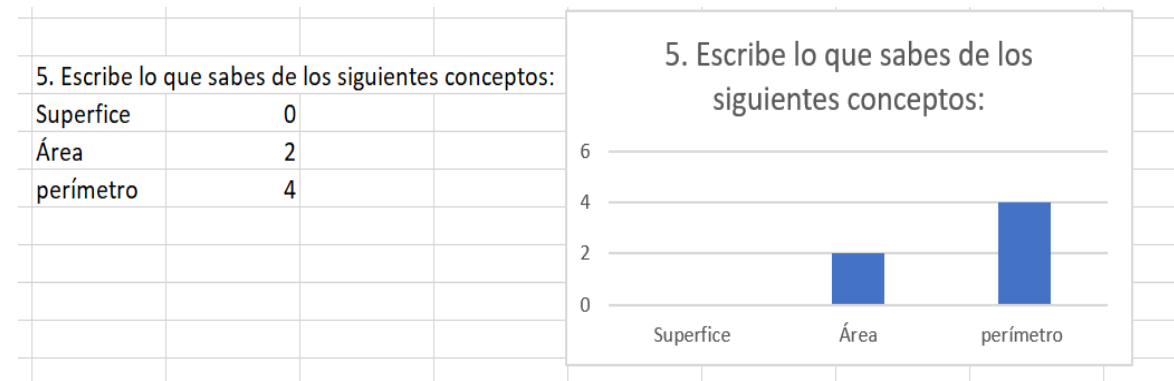 5. Escribe lo que sabes de los siguientes conceptos:
Superfice 0
Área 2
perímetro 4
5. Escribe lo que sabes de los
siguientes conceptos:
6
4
2
0
Superfice Área perímetro